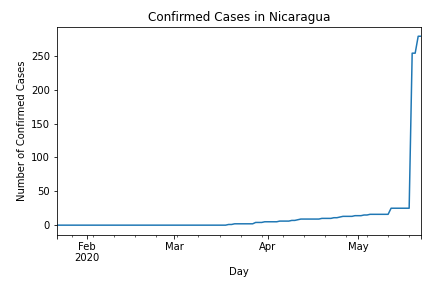 Confirmed Cases in Nicaragua
Number of Confirmed Cases
250
200
150
100
50
0
Feb
2020
Mar
Apr
May
Day